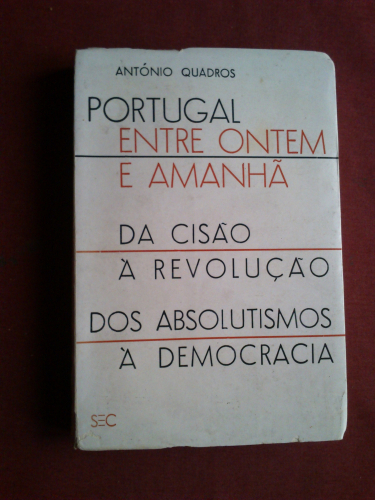 ANTÓNIO QUADROS
PORTUGAL
ENTRE ONTEM
E AMANHÃ
DA CISÃO
À REVOLUÇÃO
DOS ABSOLUTISMOS
À DEMOCRACIA
SEC